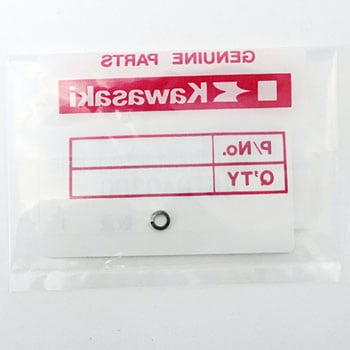 GENUINE PARTS
Kawasaki
P/No.
Q'TY